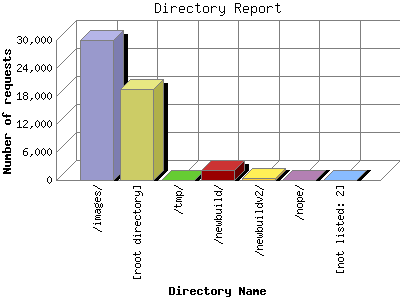 Directory Report
Number of requests
30,000
24,000
18,000
12,000
6,000
0
/images/
[root directory]
/tmp/
/newbuild/
/newbuildv2/
/nope/
[not listed: 2]
Directory Name